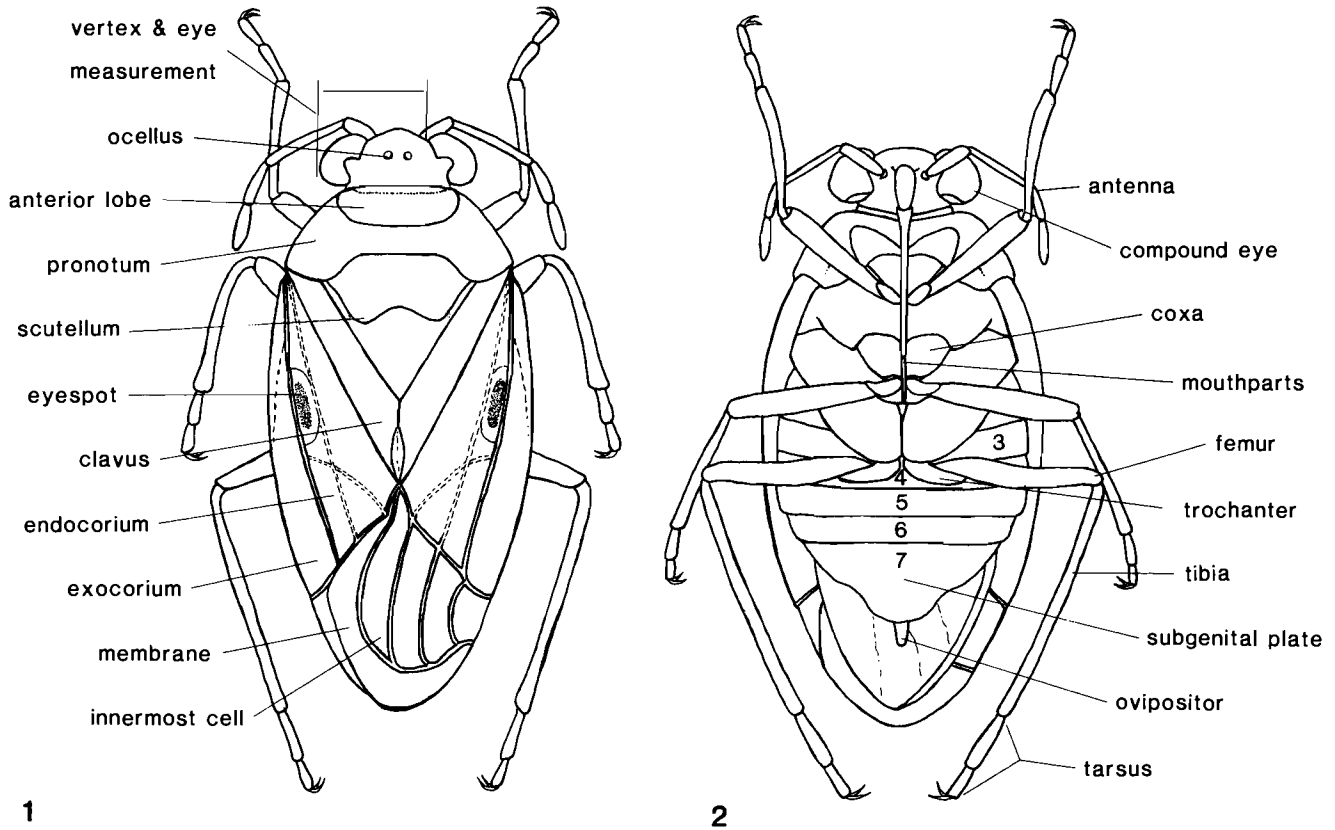 vertex & eye
measurement
ocellus
anterior lobe
pronotum
scutellum
eyespot
clavus
endocorium
exocorium
membrane
innermost cell
1
antenna
compound eye
coxa
mouthparts
3
femur
4
trochanter
5
6
7
tibia
subgenital plate
ovipositor
tarsus
2